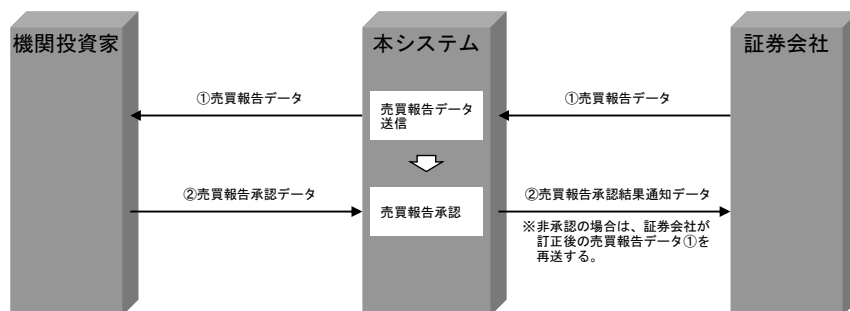 機関投資家
本システム
証券会社
①売買報告データ
①売買報告データ
売買報告データ
送信
②売買報告承認データ
売買報告承認
②売買報告承認結果通知データ
※非承認の場合は、証券会社が
訂正後の売買報告データ①を
再送する。